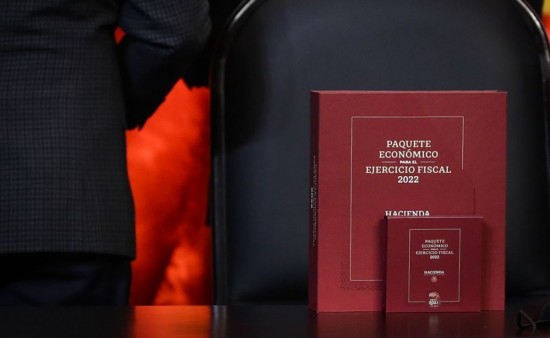 PAQUETE
ECONÓMICO
PARA EL
EJERCICIO FISCAL
2022
HACIENDA
PAQUETE
ECONÓMICO
PARA EL
EJERCICIO FISCAL
2022
HACIENDA